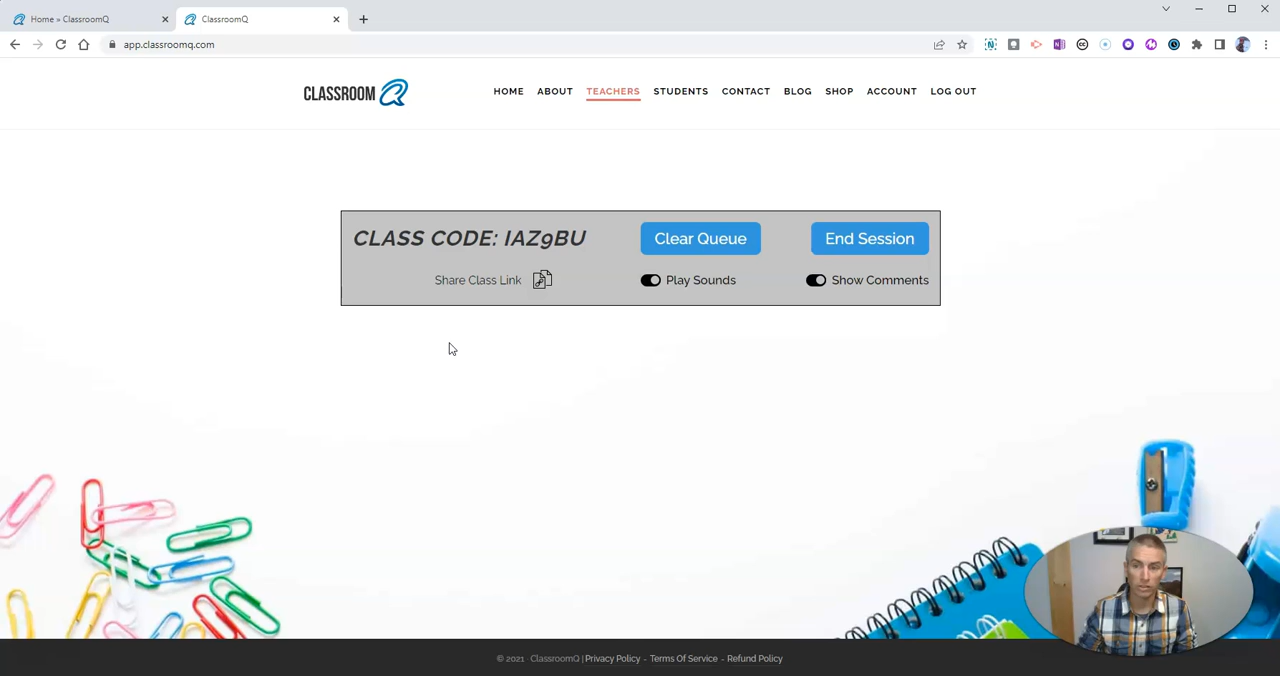 Home » ClassroomQ
ClassroomQ
app.classroomq.com
CLASSROOM Q
HOME ABOUT TEACHERS STUDENTS CONTACT BLOG SHOP ACCOUNT LOG OUT
CLASS CODE: IAZ9BU
Clear Queue
End Session
Share Class Link
Play Sounds
Show Comments
© 2021 · ClassroomQ | Privacy Policy - Terms Of Service - Refund Policy